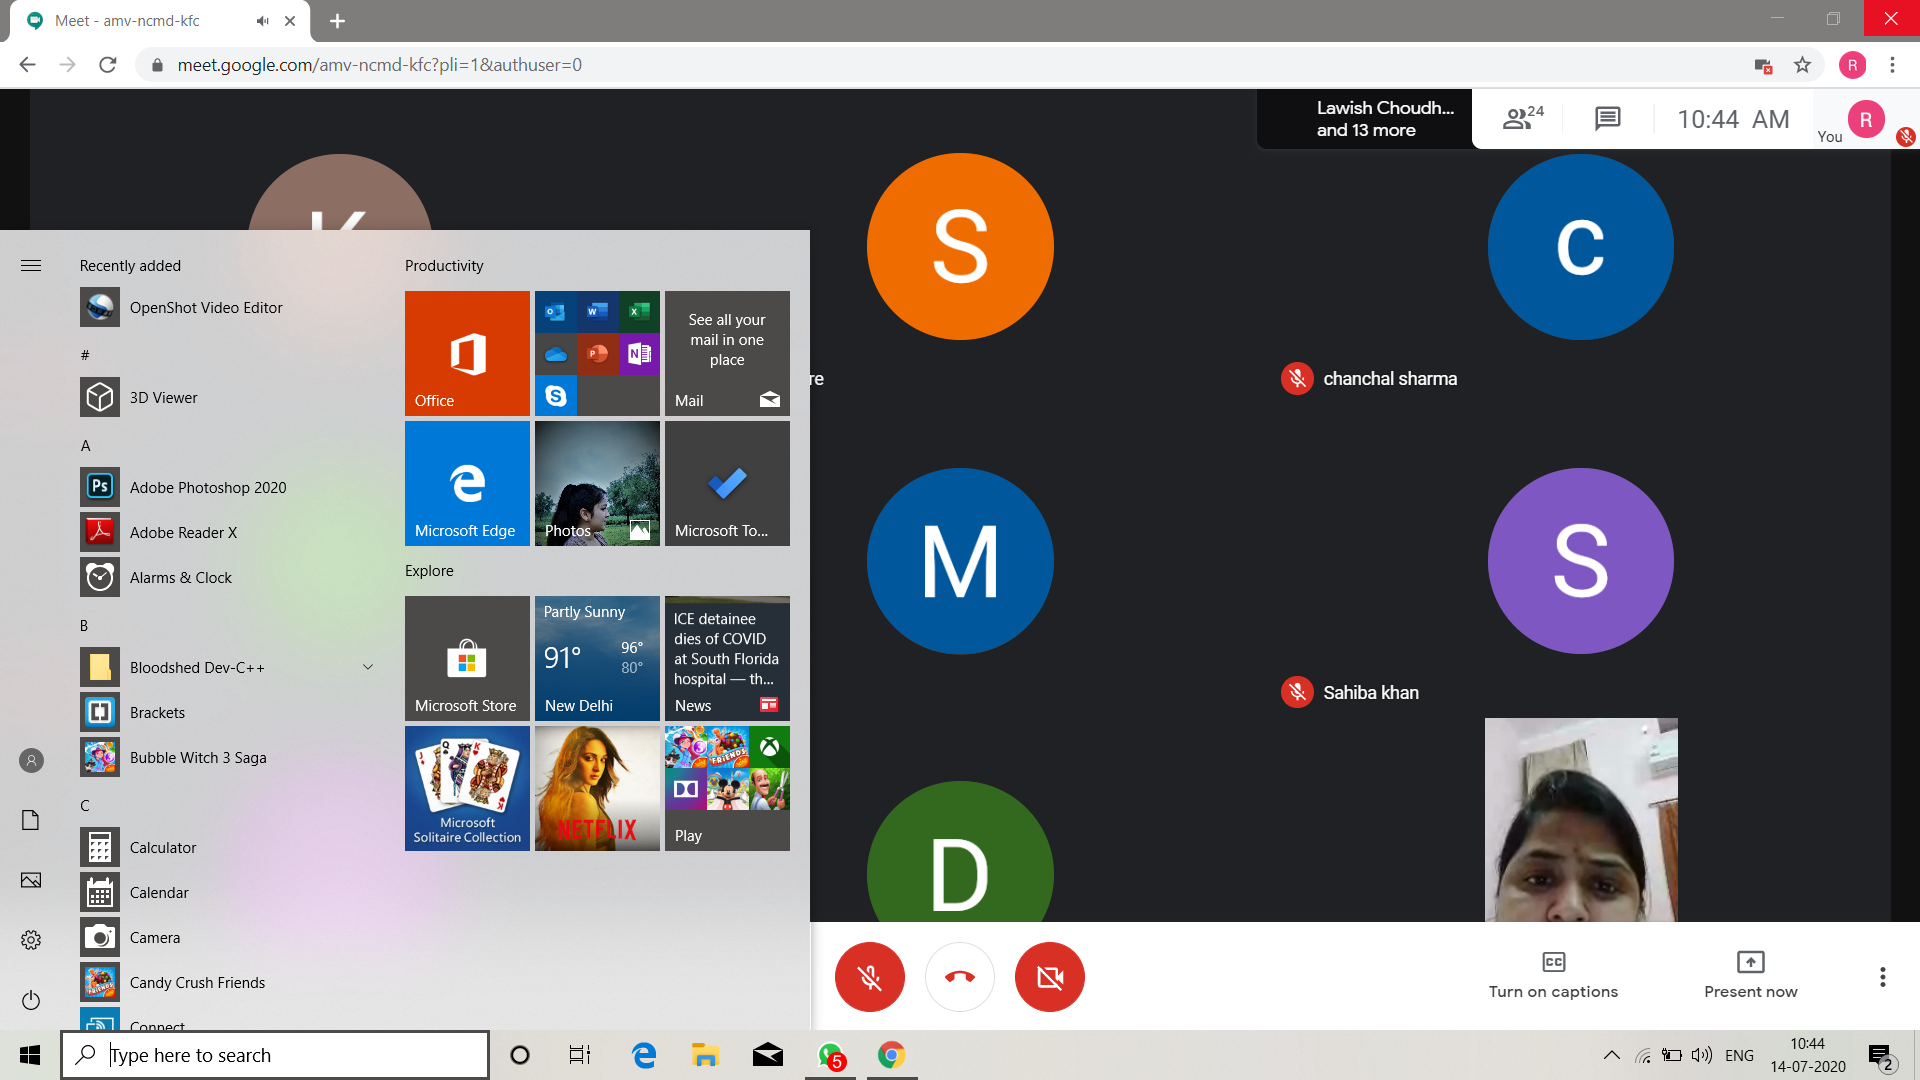 Meet - amv-ncmd-kfc
meet.google.com/amv-ncmd-kfc?pli=1&authuser=0
R
Lawish Choudh...
and 13 more
24
10:44 AM
You
R
K
S
c
re
chanchal sharma
M
S
Sahiba khan
D
Recently added
OpenShot Video Editor
#
3D Viewer
A
Ps
Adobe Photoshop 2020
Adobe Reader X
Alarms & Clock
B
Bloodshed Dev-C++
Brackets
Bubble Witch 3 Saga
C
Calculator
Calendar
Camera
Candy Crush Friends
Connect
Productivity
Office
See all your
mail in one
place
Mail
Microsoft Edge
Photos
Microsoft To...
Explore
Microsoft Store
Partly Sunny
91°
96°
80°
New Delhi
ICE detainee
dies of COVID
at South Florida
hospital — th...
News
Microsoft
Solitaire Collection
NETFLIX
Play
Turn on captions
Present now
Type here to search
5
ENG
10:44
14-07-2020
2